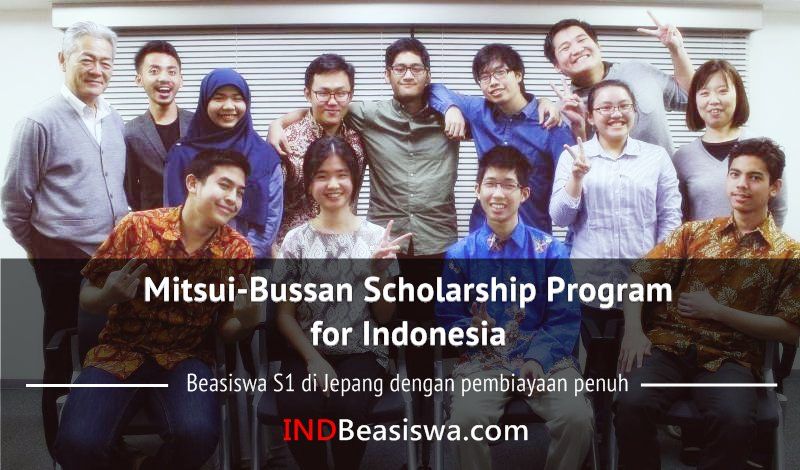 Mitsui-Bussan Scholarship Program
for Indonesia
Beasiswa S1 di Jepang dengan pembiayaan penuh
INDBeasiswa.com